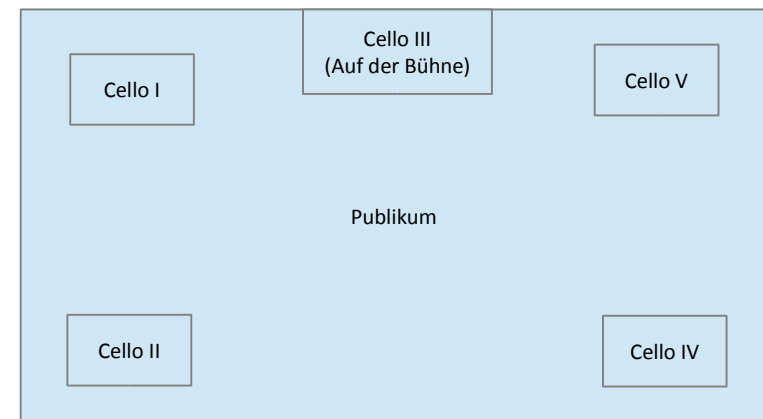 Cello III
(Auf der Bühne)
Cello I
Cello V
Publikum
Cello II
Cello IV